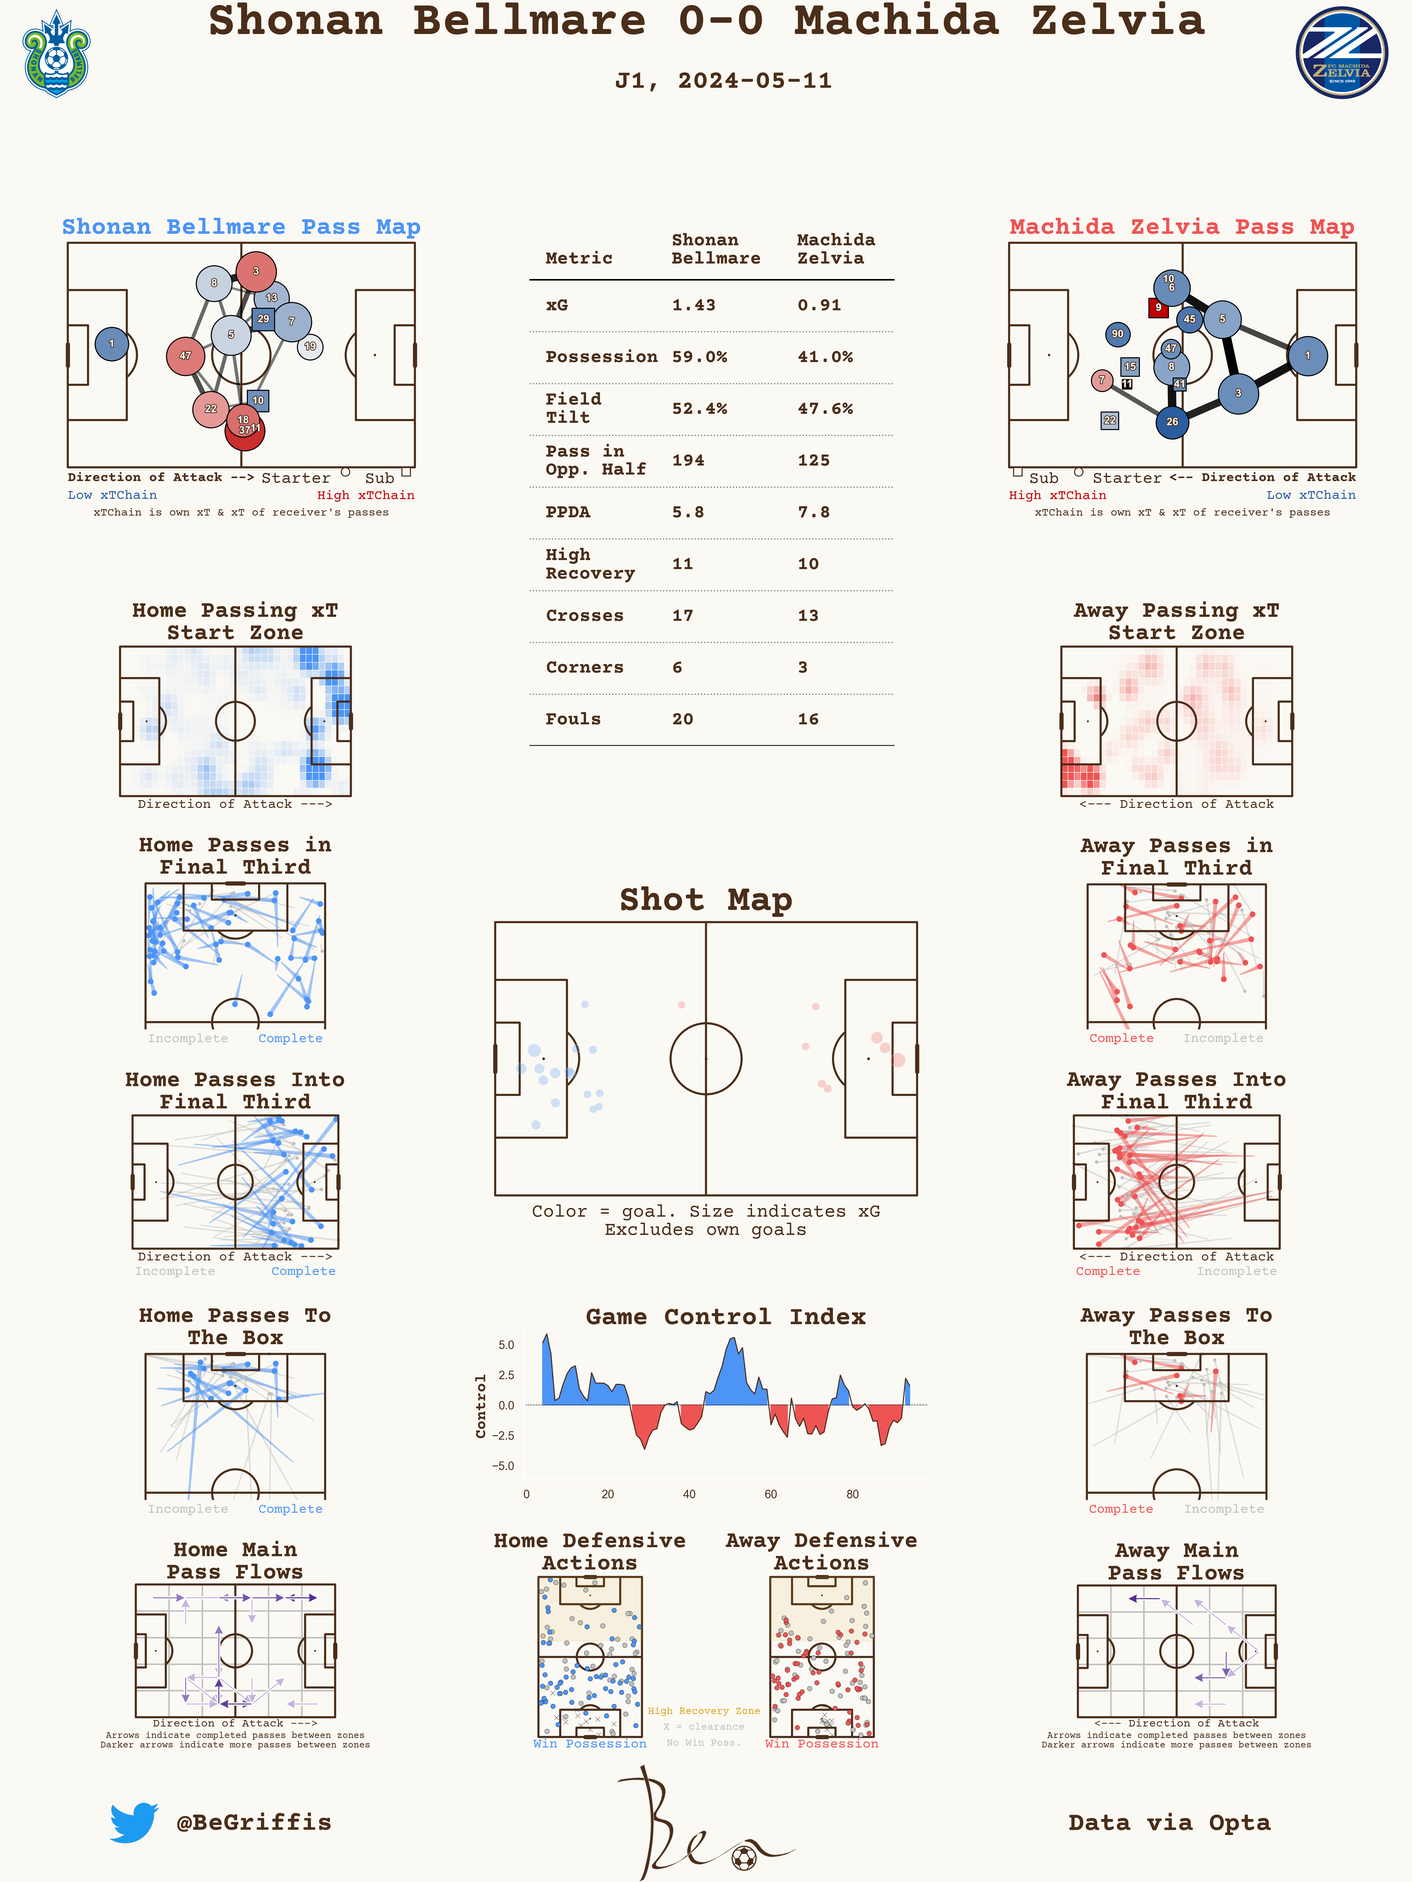 Shonan Bellmare 0-0 Machida Zelvia
J1, 2024-05-11
SHONAN BELLMARE
FC MACHIDA
ZELVIA
SINCE 1989
Shonan Bellmare Pass Map
8
3
13
29
7
1
5
19
47
22
10
18
37
11
Direction of Attack --> Starter Sub
Low xTChain High xTChain
xTChain is own xT & xT of receiver's passes
Metric Shonan Bellmare Machida Zelvia
xG 1.43 0.91
Possession 59.0% 41.0%
Field Tilt 52.4% 47.6%
Pass in Opp. Half 194 125
PPDA 5.8 7.8
High Recovery 11 10
Crosses 17 13
Corners 6 3
Fouls 20 16
Machida Zelvia Pass Map
10
6
9
45
5
90
47
1
15
8
7
11
41
3
22
26
Sub Starter <-- Direction of Attack
High xTChain Low xTChain
xTChain is own xT & xT of receiver's passes
Home Passing xT
Start Zone
Direction of Attack --->
Away Passing xT
Start Zone
<--- Direction of Attack
Home Passes in
Final Third
Incomplete Complete
Away Passes in
Final Third
Complete Incomplete
Shot Map
Color = goal. Size indicates xG
Excludes own goals
Home Passes Into
Final Third
Direction of Attack --->
Incomplete Complete
Away Passes Into
Final Third
<--- Direction of Attack
Complete Incomplete
Home Passes To
The Box
Incomplete Complete
Game Control Index
Control
5.0
2.5
0.0
−2.5
−5.0
0 20 40 60 80
Away Passes To
The Box
Complete Incomplete
Home Main
Pass Flows
Direction of Attack --->
Arrows indicate completed passes between zones
Darker arrows indicate more passes between zones
Home Defensive
Actions
Win Possession
High Recovery Zone
X = clearance
No Win Poss.
Away Defensive
Actions
Win Possession
Away Main
Pass Flows
<--- Direction of Attack
Arrows indicate completed passes between zones
Darker arrows indicate more passes between zones
@BeGriffis
Ben
Data via Opta